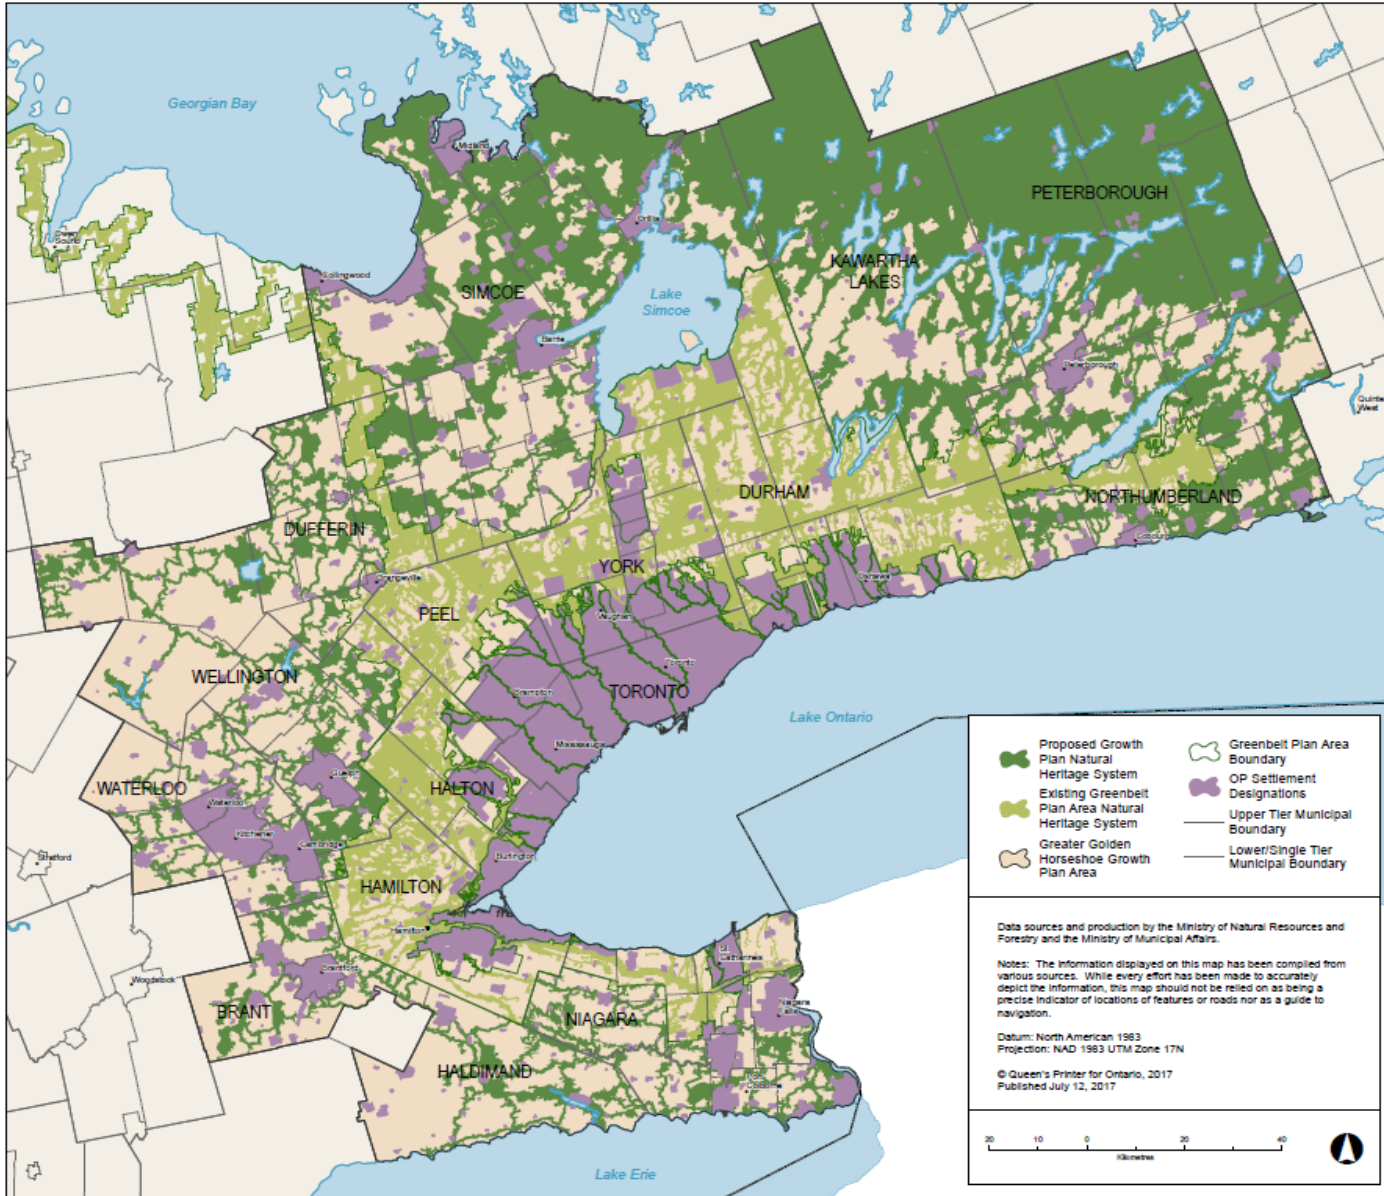 Georgian Bay
Midland
PETERBOROUGH
Orillia
Owen
Sound
KAWARTHA
LAKES
Collingwood
SIMCOE
Lake
Simcoe
Barrie
Peterborough
Quinte
West
DURHAM
NORTHUMBERLAND
DUFFERIN
Cobourg
YORK
Orangeville
Oshawa
PEEL
Vaughan
WELLINGTON
Toronto
TORONTO
Brampton
Lake Ontario
Mississauga
Guelph
WATERLOO
HALTON
Waterloo
Kitchener
Cambridge
Stratford
Burlington
HAMILTON
Hamilton
St.
Catharines
Woodstock
Brantford
BRANT
Niagara
Falls
NIAGARA
HALDIMAND
Port
Colborne
Lake Erie
Proposed Growth
Plan Natural
Heritage System
Existing Greenbelt
Plan Area Natural
Heritage System
Greater Golden
Horseshoe Growth
Plan Area
Greenbelt Plan Area
Boundary
OP Settlement
Designations
Upper Tier Municipal
Boundary
Lower/Single Tier
Municipal Boundary
Data sources and production by the Ministry of Natural Resources and
Forestry and the Ministry of Municipal Affairs.
Notes: The information displayed on this map has been compiled from
various sources. While every effort has been made to accurately
depict the information, this map should not be relied on as being a
precise indicator of locations of features or roads nor as a guide to
navigation.
Datum: North American 1983
Projection: NAD 1983 UTM Zone 17N
© Queen's Printer for Ontario, 2017
Published July 12, 2017
20 10 0 20 40
Kilometres